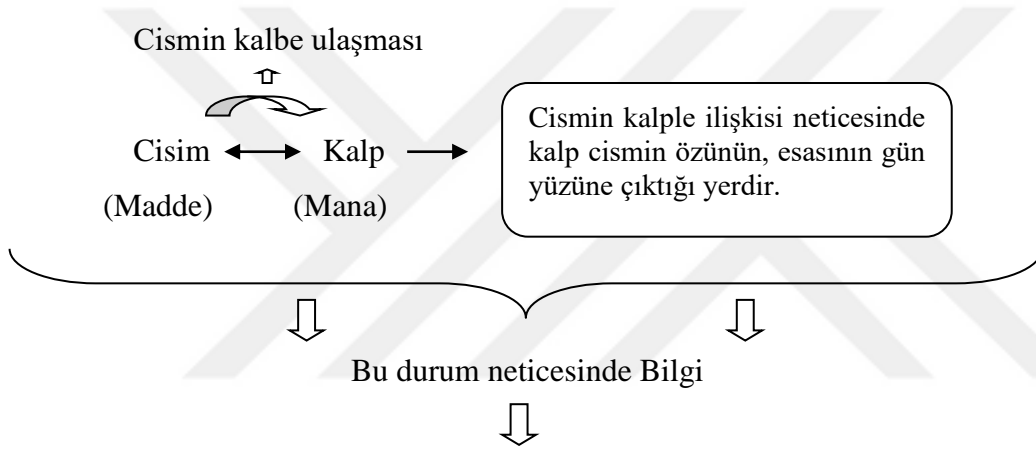 Cismin kalbe ulaşması
Cisim Kalp
(Madde) (Mana)
Cismin kalple ilişkisi neticesinde
kalp cismin özünün, esasının gün
yüzüne çıktığı yerdir.
Bu durum neticesinde Bilgi